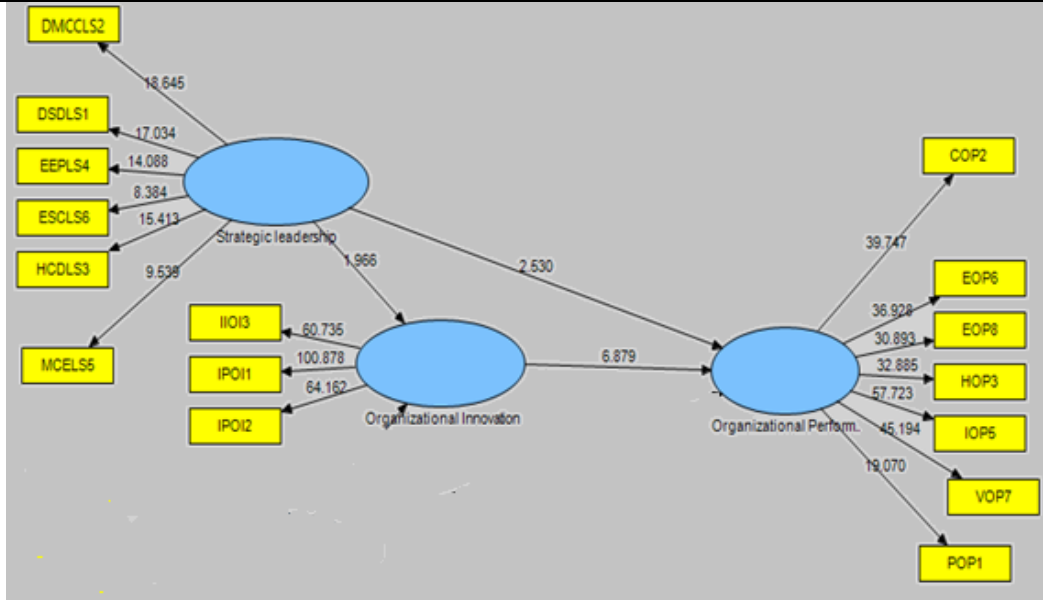 DMCCLS2
18.645
DSDLS1
17.034
EEPLS4
14.088
ESCLS6
8.384
HCDLS3
15.413
MCELS5
9.539
Strategic leadership
1.966
2.530
IIOI3
60.735
IPOI1
100.878
IPOI2
64.162
Organizational Innovation
6.879
Organizational Perform..
COP2
39.747
EOP6
36.928
EOP8
30.893
HOP3
32.885
IOP5
57.723
VOP7
45.194
POP1
19.070